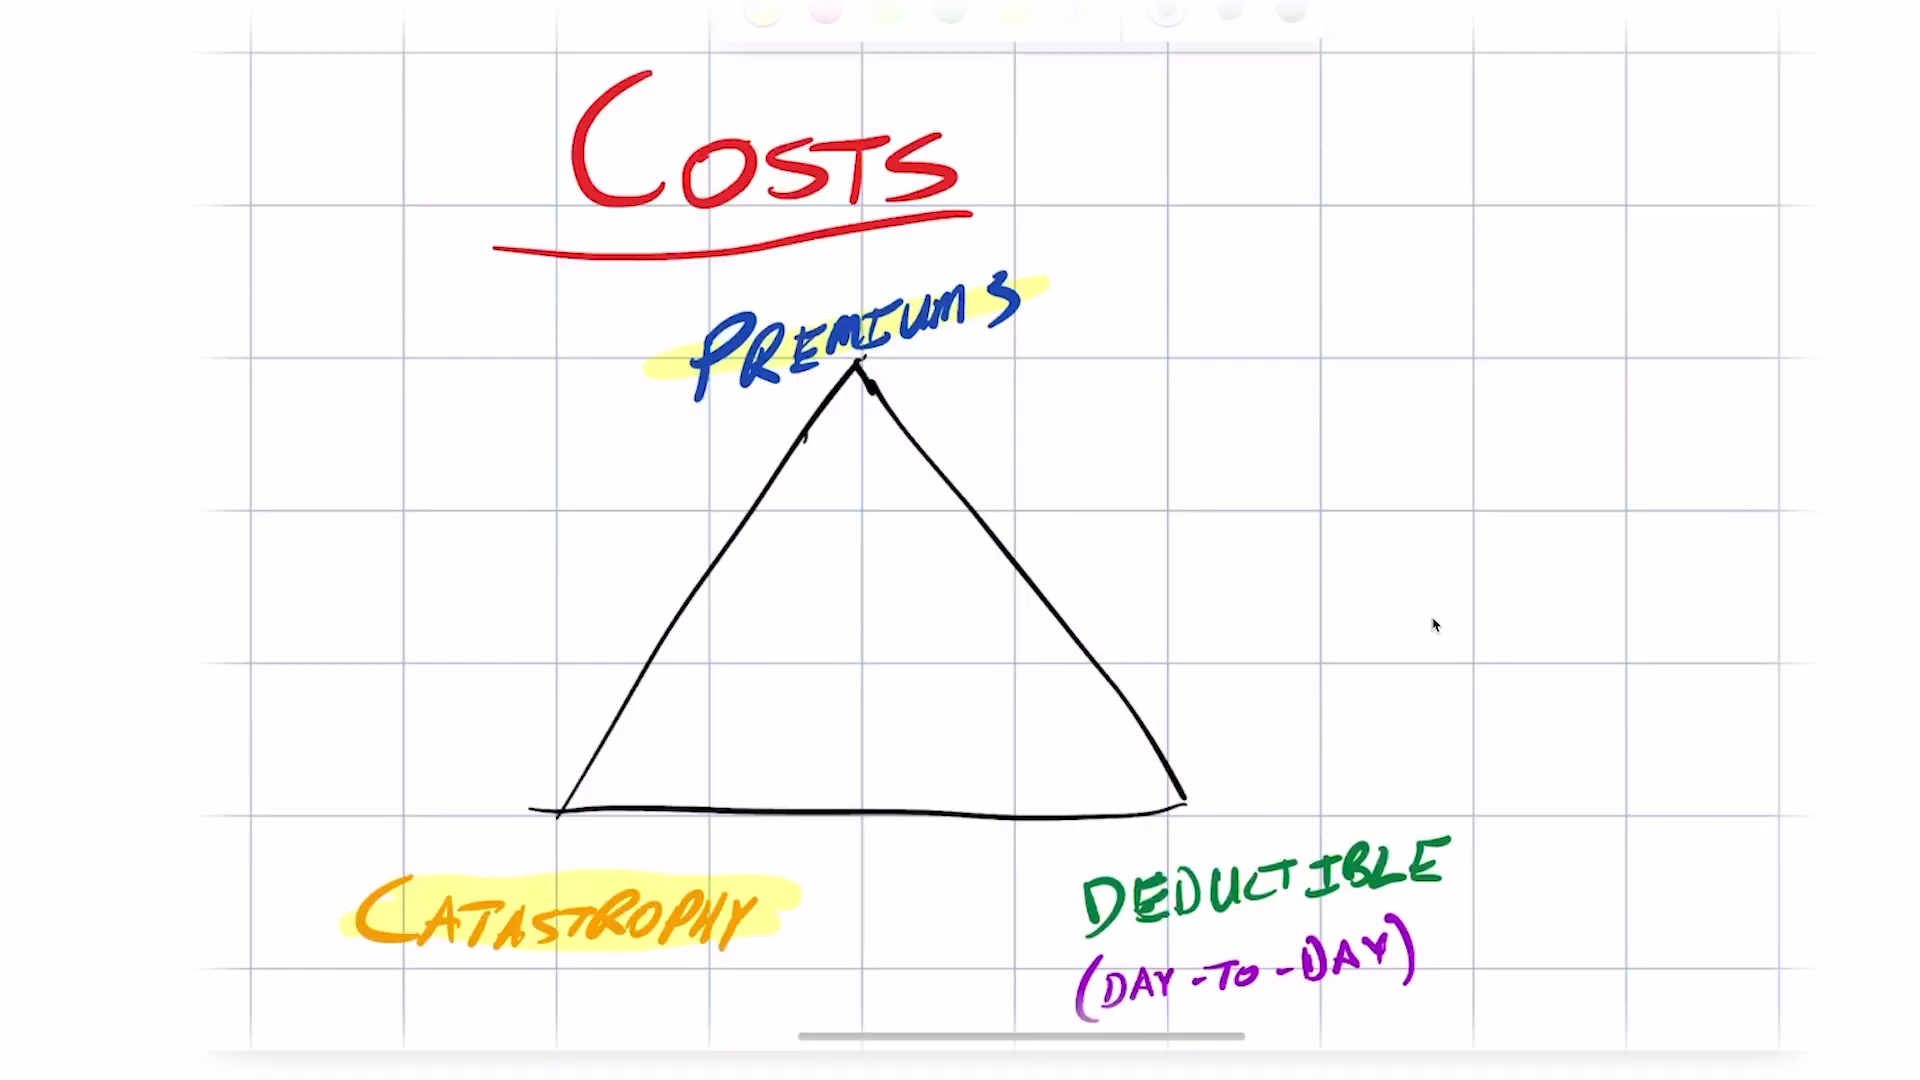 COSTS
PREMIUMS
CATASTROPHY
DEDUCTIBLE
(DAY-TO-DAY)